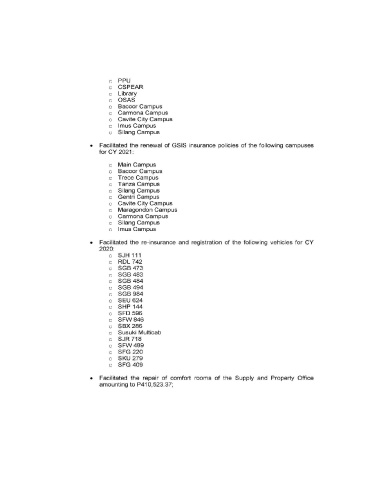 ○ PPU
○ CSPEAR
○ Library
○ OSAS
○ Bacoor Campus
○ Carmona Campus
○ Cavite City Campus
○ Imus Campus
○ Silang Campus
• Facilitated the renewal of GSIS insurance policies of the following campuses
for CY 2021:
○ Main Campus
○ Bacoor Campus
○ Trece Campus
○ Tanza Campus
○ Silang Campus
○ Gentri Campus
○ Cavite City Campus
○ Maragondon Campus
○ Carmona Campus
○ Silang Campus
○ Imus Campus
• Facilitated the re-insurance and registration of the following vehicles for CY
2020:
○ SJH 111
○ RDL 742
○ SGB 473
○ SGB 483
○ SGB 484
○ SGB 494
○ SGB 984
○ SEU 624
○ SHP 144
○ SFD 596
○ SFW 846
○ SBX 286
○ Susuki Multicab
○ SJR 718
○ SFW 489
○ SFG 220
○ SKU 279
○ SFG 409
• Facilitated the repair of comfort rooms of the Supply and Property Office
amounting to P410,523.37;